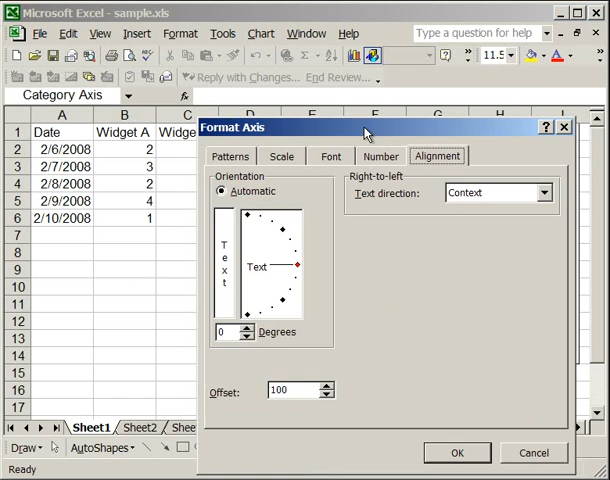 Microsoft Excel - sample.xls
File Edit View Insert Format Tools Chart Window Help Type a question for help
11.5
Reply with Changes... End Review...
Category Axis fx
A B C D E F G H I
1 Date Widget A Widge
2 2/6/2008 2
3 2/7/2008 3
4 2/8/2008 2
5 2/9/2008 4
6 2/10/2008 1
7
8
9
10
11
12
13
14
15
16
17
Format Axis
Patterns Scale Font Number Alignment
Orientation
Automatic
Text
Text
0 Degrees
Right-to-left
Text direction: Context
Offset: 100
OK Cancel
Sheet1 Sheet2 Shee
Draw AutoShapes
Ready